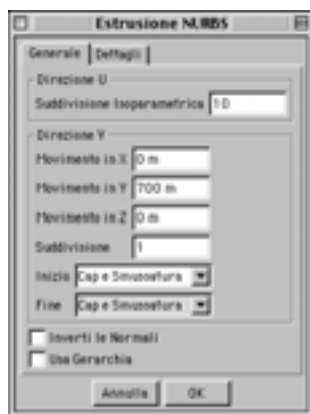 Estrusione NURBS
Generale Dettagli
Direzione U
Suddivisione Isoparametrica 10
Direzione V
Movimento in X 0 m
Movimento in Y 700 m
Movimento in Z 0 m
Suddivisione 1
Inizio Cap e Smussatura
Fine Cap e Smussatura
Inverti le Normali
Usa Gerarchia
Annulla OK